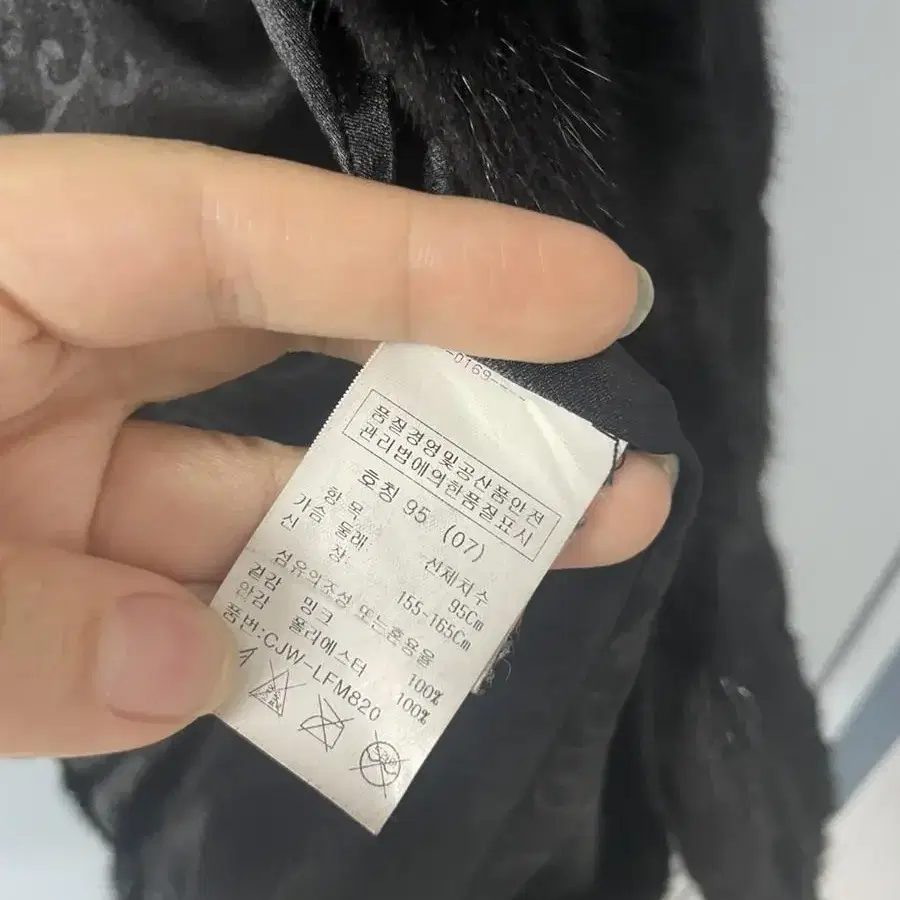 -0169-
품질경영및공산품안전
관리법에의한품질표시
호칭 95 (07)
항 목 신체치수
가슴 둘레 95Cm
신 장 155-165Cm
섬유의조성 또는혼용율
겉감 밍크 100%
안감 폴리에스터 100%
품번:CJW-LFM820